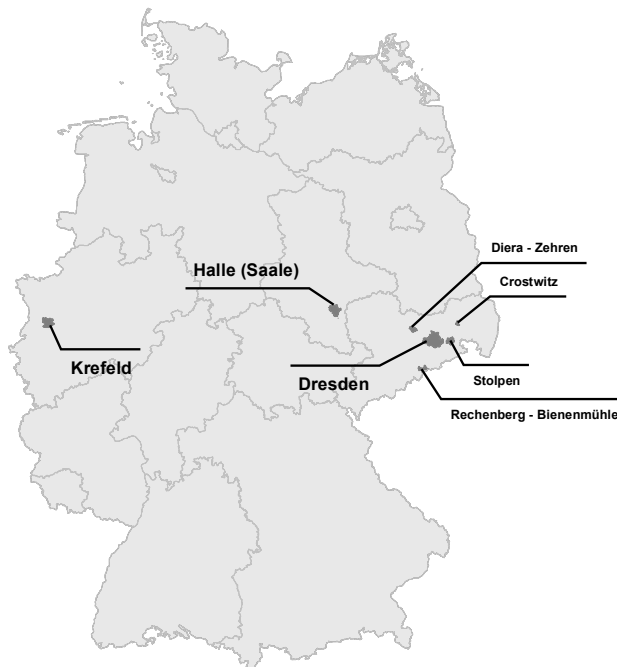 Diera - Zehren
Halle (Saale)
Crostwitz
Krefeld
Dresden
Stolpen
Rechenberg - Bienenmühle